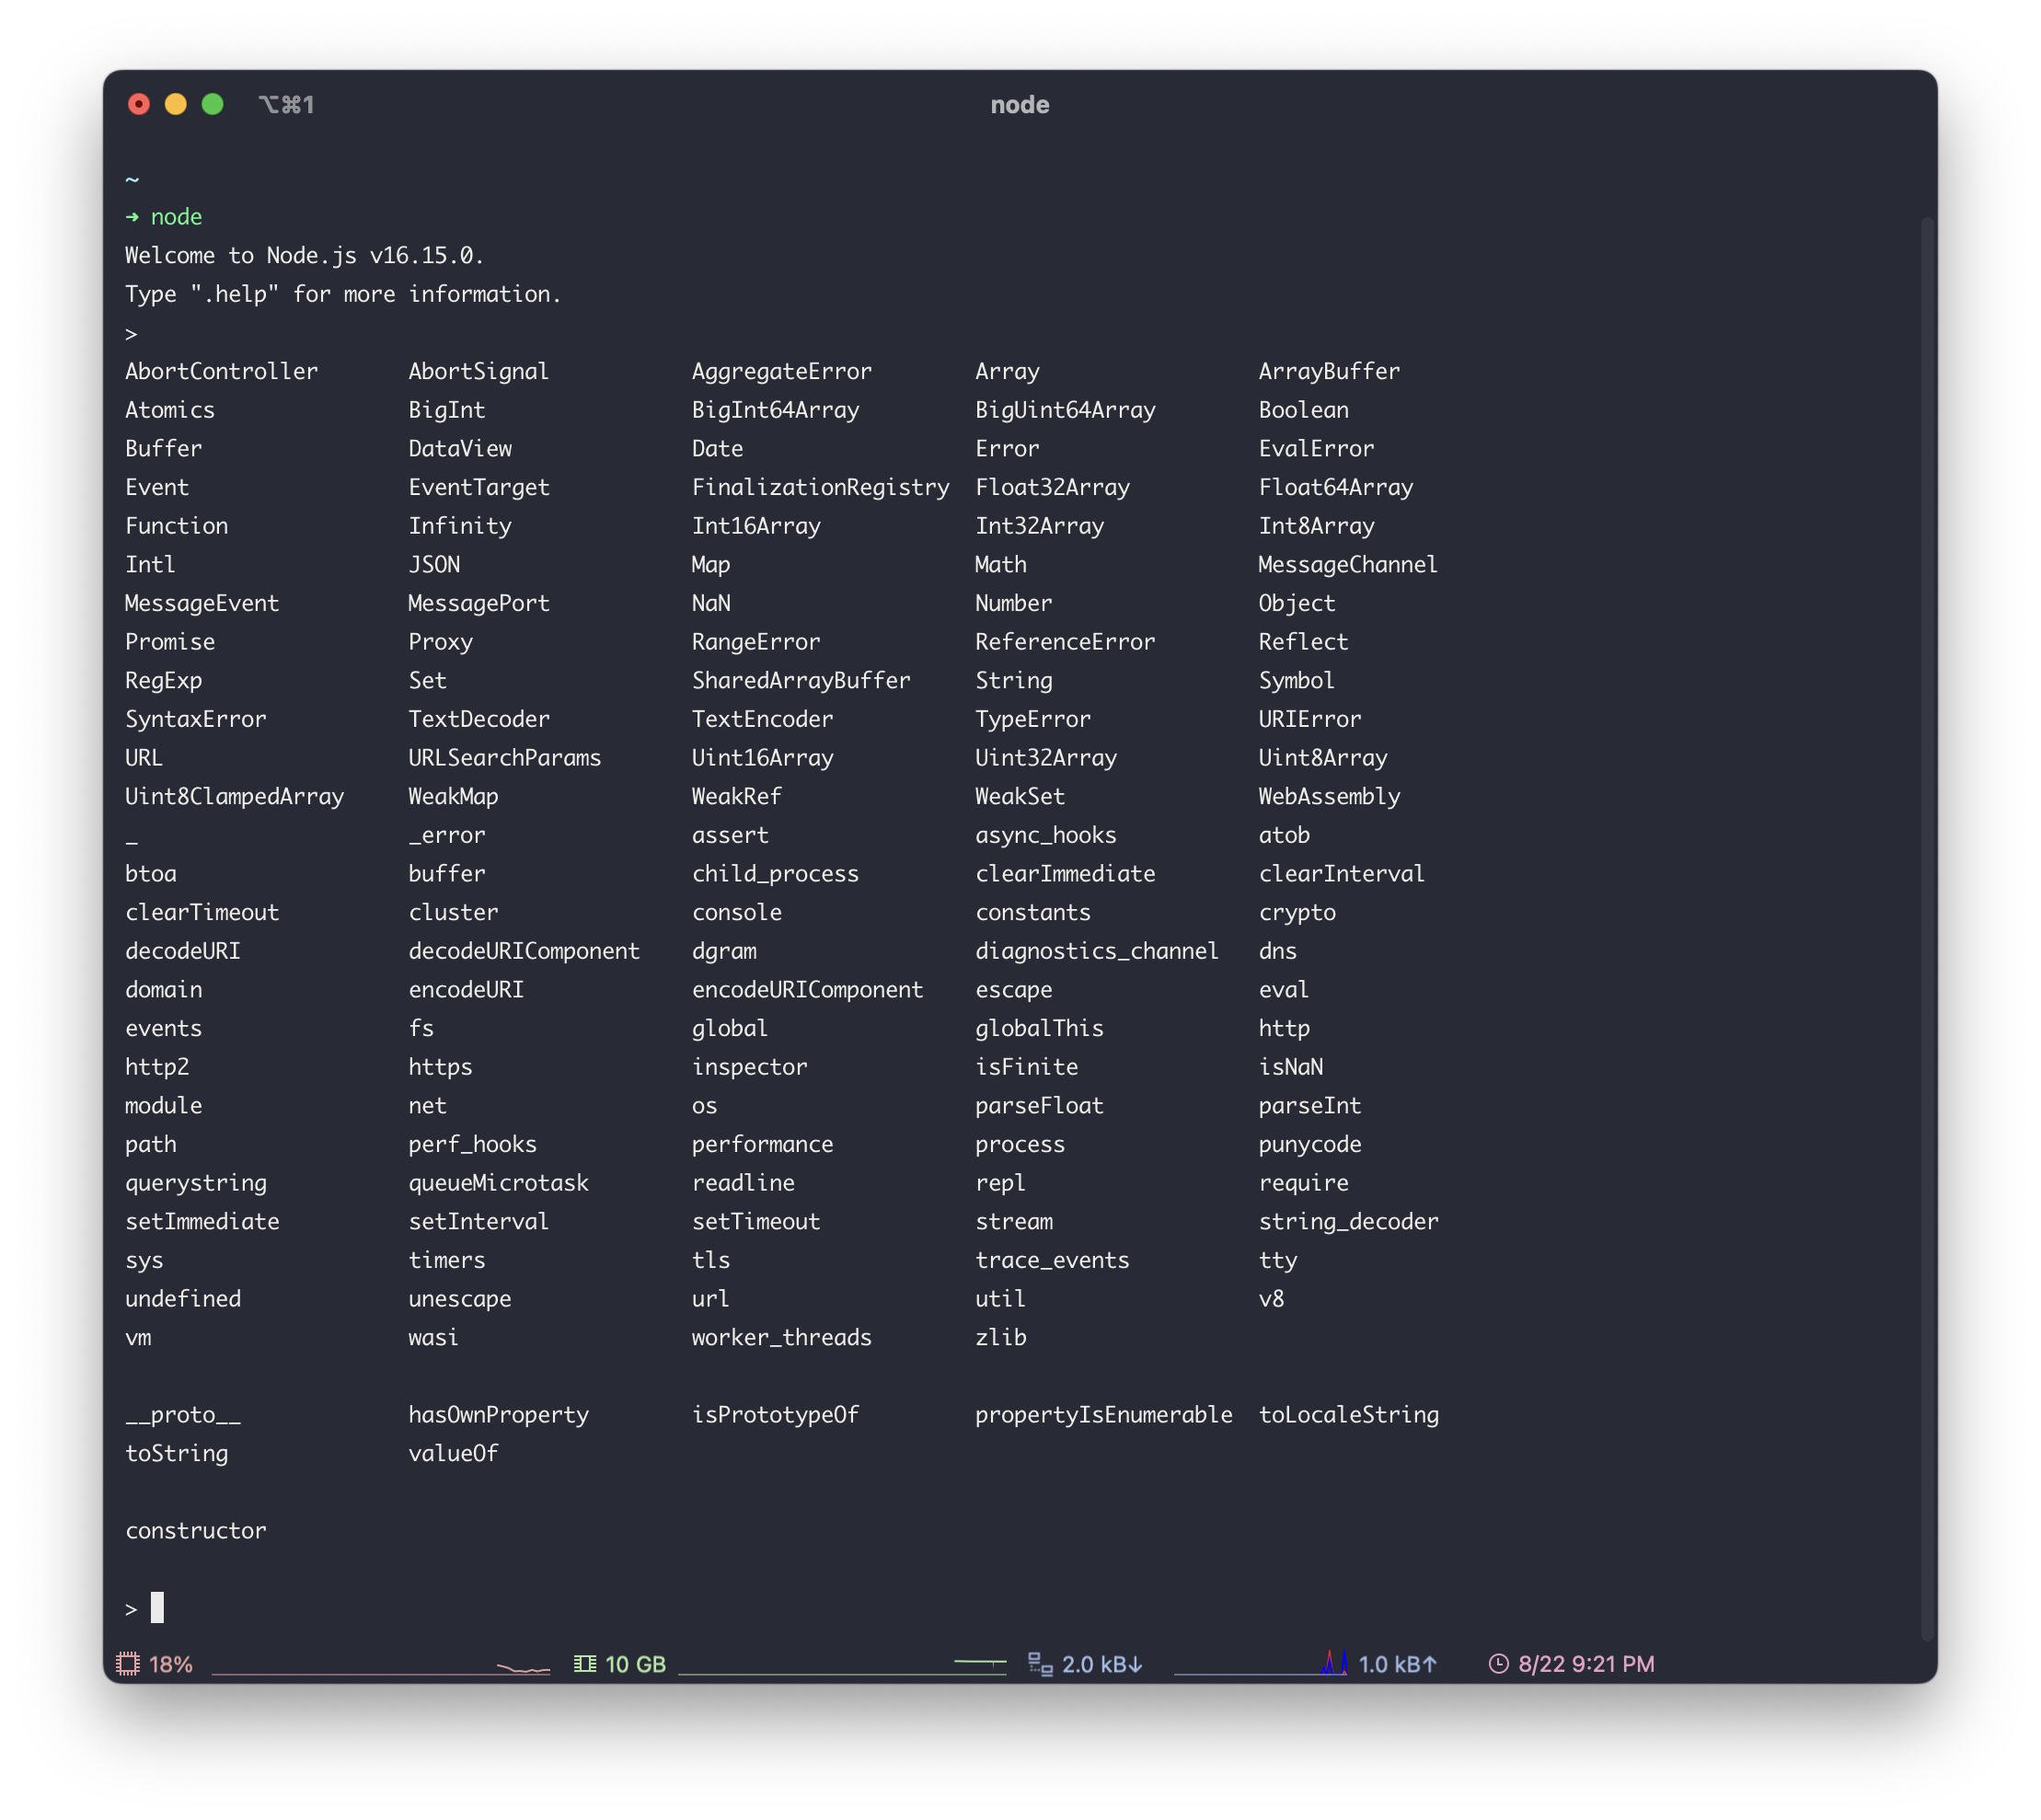 ⌥⌘1 node
~
➜ node
Welcome to Node.js v16.15.0.
Type ".help" for more information.
>
AbortController AbortSignal AggregateError Array ArrayBuffer
Atomics BigInt BigInt64Array BigUint64Array Boolean
Buffer DataView Date Error EvalError
Event EventTarget FinalizationRegistry Float32Array Float64Array
Function Infinity Int16Array Int32Array Int8Array
Intl JSON Map Math MessageChannel
MessageEvent MessagePort NaN Number Object
Promise Proxy RangeError ReferenceError Reflect
RegExp Set SharedArrayBuffer String Symbol
SyntaxError TextDecoder TextEncoder TypeError URIError
URL URLSearchParams Uint16Array Uint32Array Uint8Array
Uint8ClampedArray WeakMap WeakRef WeakSet WebAssembly
_ _error assert async_hooks atob
btoa buffer child_process clearImmediate clearInterval
clearTimeout cluster console constants crypto
decodeURI decodeURIComponent dgram diagnostics_channel dns
domain encodeURI encodeURIComponent escape eval
events fs global globalThis http
http2 https inspector isFinite isNaN
module net os parseFloat parseInt
path perf_hooks performance process punycode
querystring queueMicrotask readline repl require
setImmediate setInterval setTimeout stream string_decoder
sys timers tls trace_events tty
undefined unescape url util v8
vm wasi worker_threads zlib
__proto__ hasOwnProperty isPrototypeOf propertyIsEnumerable toLocaleString
toString valueOf
constructor
>
18% 10 GB 2.0 kB↓ 1.0 kB↑ 8/22 9:21 PM